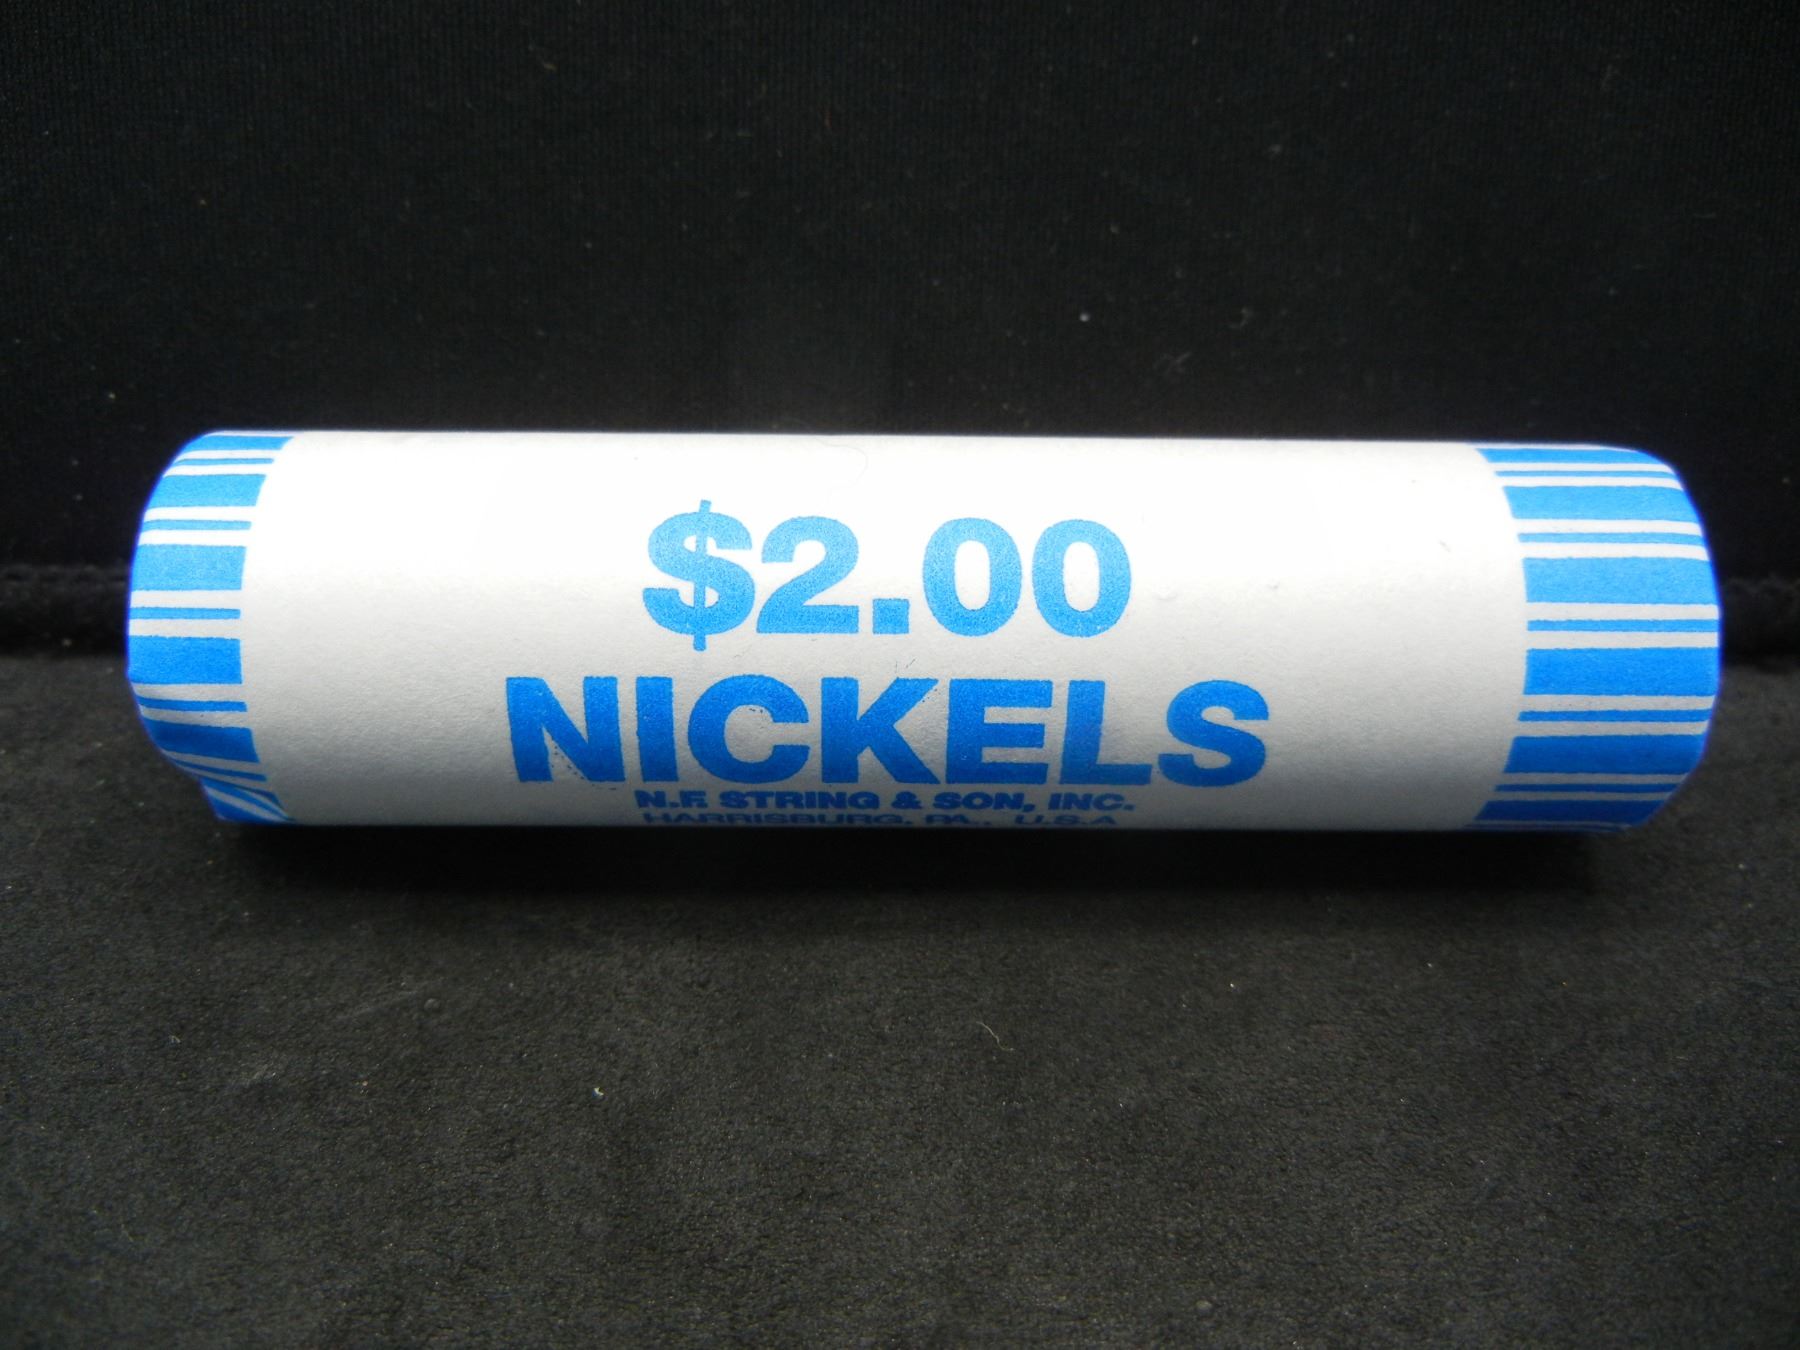 $2.00
NICKELS
N.F. STRING & SON, INC.
HARRISBURG, PA., U.S.A